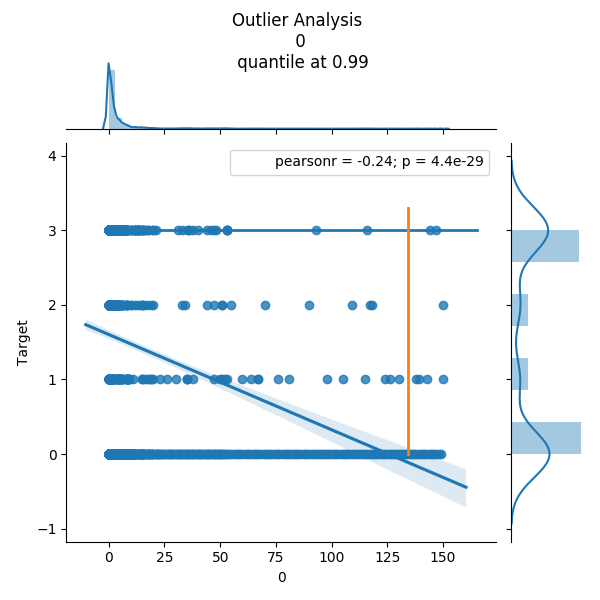 Outlier Analysis
0
quantile at 0.99
pearsonr = -0.24; p = 4.4e-29
4
3
2
1
0
−1
Target
0 25 50 75 100 125 150
0